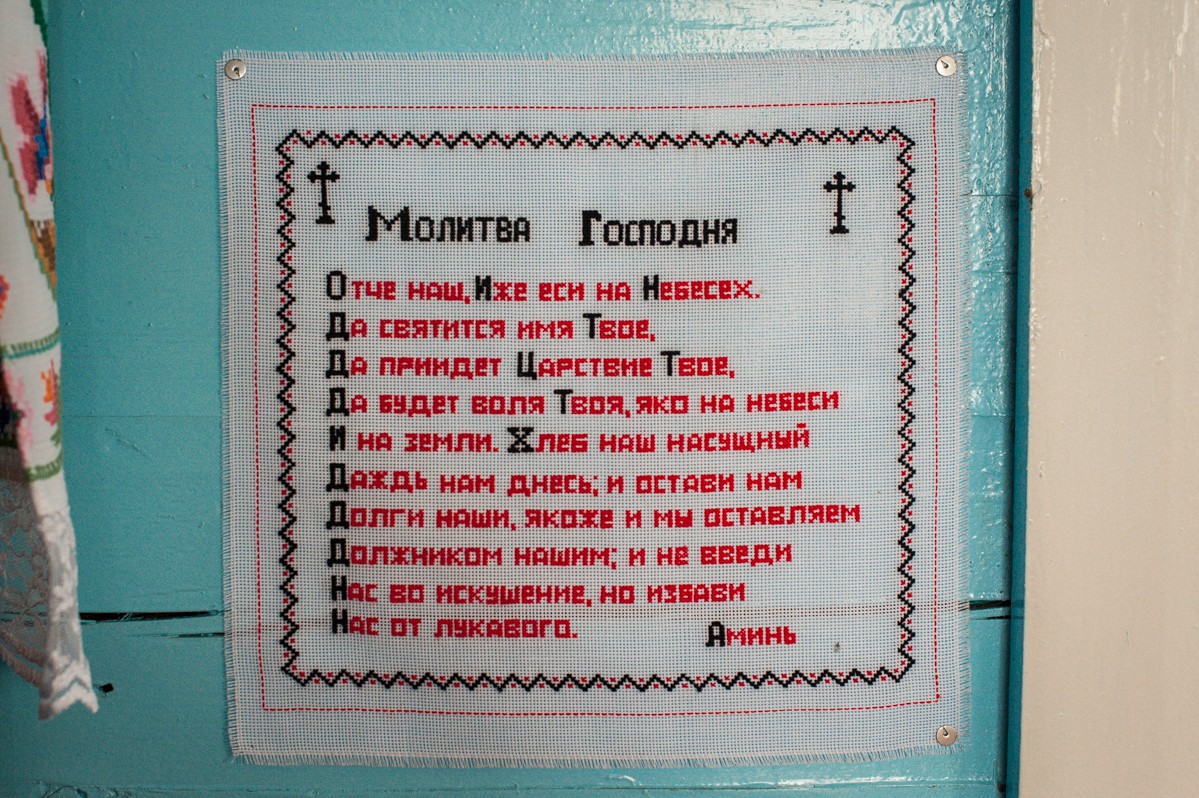 Молитва Господня
Отче наш, Иже еси на Небесех.
Да святится имя Твое,
Да приидет Царствие Твое,
Да будет воля Твоя, яко на небеси
И на земли. Хлеб наш насущный
Даждь нам днесь; и остави нам
Долги наши, якоже и мы оставляем
Должником нашим; и не введи
Нас во искушение, но избави
Нас от лукавого.
Аминь